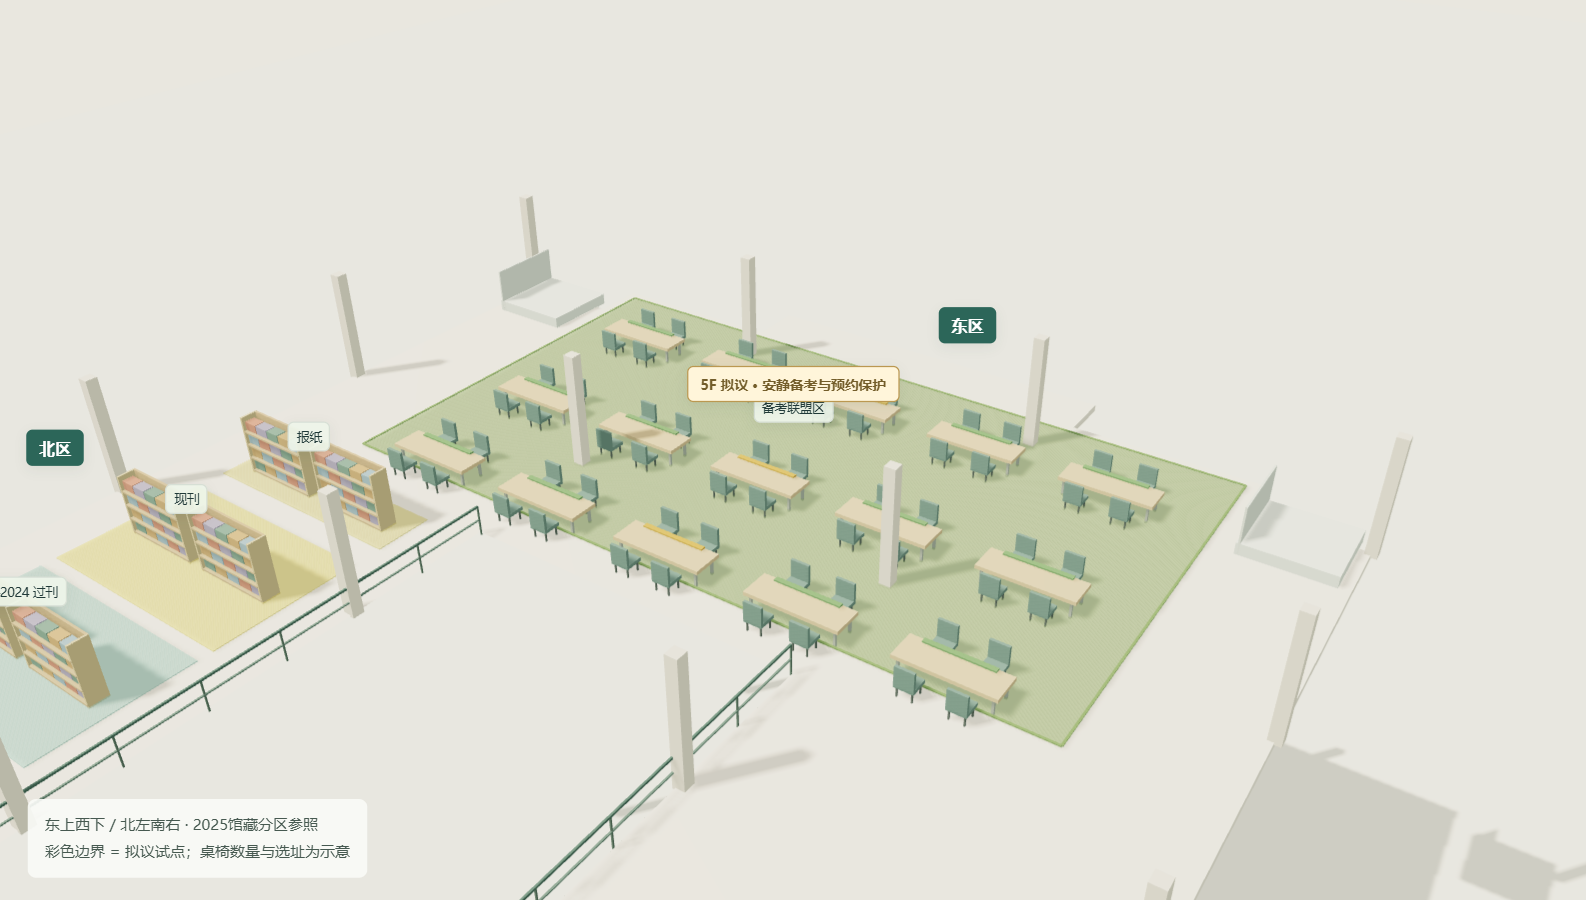 东区
5F 拟议 • 安静备考与预约保护
备考联盟区
北区
报纸
现刊
2024 过刊
东上西下 / 北左南右 · 2025馆藏分区参照
彩色边界 = 拟议试点；桌椅数量与选址为示意